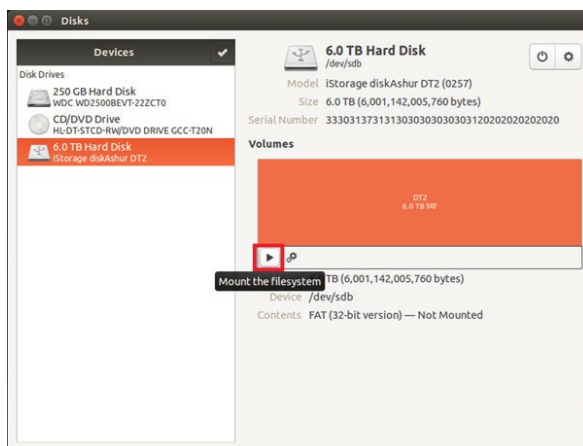 Disks
Devices
Disk Drives
250 GB Hard Disk
WDC WD2500BEVT-22ZCT0
CD/DVD Drive
HL-DT-STCD-RW/DVD DRIVE GCC-T20N
6.0 TB Hard Disk
iStorage diskAshur DT2
6.0 TB Hard Disk
/dev/sdb
Model iStorage diskAshur DT2 (0257)
Size 6.0 TB (6,001,142,005,760 bytes)
Serial Number 33303137313130303030303031202020202020
Volumes
DT2
6.0 TB FAT
Mount the filesystem
TB (6,001,142,005,760 bytes)
Device /dev/sdb
Contents FAT (32-bit version) — Not Mounted